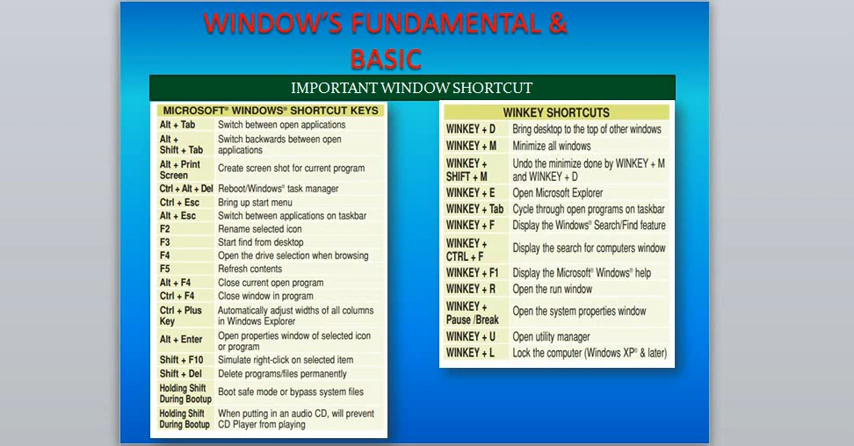 WINDOW'S FUNDAMENTAL &
BASIC
IMPORTANT WINDOW SHORTCUT
MICROSOFT® WINDOWS® SHORTCUT KEYS
Alt + Tab Switch between open applications
Alt + Shift + Tab Switch backwards between open applications
Alt + Print Screen Create screen shot for current program
Ctrl + Alt + Del Reboot/Windows® task manager
Ctrl + Esc Bring up start menu
Alt + Esc Switch between applications on taskbar
F2 Rename selected icon
F3 Start find from desktop
F4 Open the drive selection when browsing
F5 Refresh contents
Alt + F4 Close current open program
Ctrl + F4 Close window in program
Ctrl + Plus Key Automatically adjust widths of all columns in Windows Explorer
Alt + Enter Open properties window of selected icon or program
Shift + F10 Simulate right-click on selected item
Shift + Del Delete programs/files permanently
Holding Shift During Bootup Boot safe mode or bypass system files
Holding Shift During Bootup When putting in an audio CD, will prevent CD Player from playing
WINKEY SHORTCUTS
WINKEY + D Bring desktop to the top of other windows
WINKEY + M Minimize all windows
WINKEY + SHIFT + M Undo the minimize done by WINKEY + M and WINKEY + D
WINKEY + E Open Microsoft Explorer
WINKEY + Tab Cycle through open programs on taskbar
WINKEY + F Display the Windows® Search/Find feature
WINKEY + CTRL + F Display the search for computers window
WINKEY + F1 Display the Microsoft® Windows® help
WINKEY + R Open the run window
WINKEY + Pause /Break Open the system properties window
WINKEY + U Open utility manager
WINKEY + L Lock the computer (Windows XP® & later)